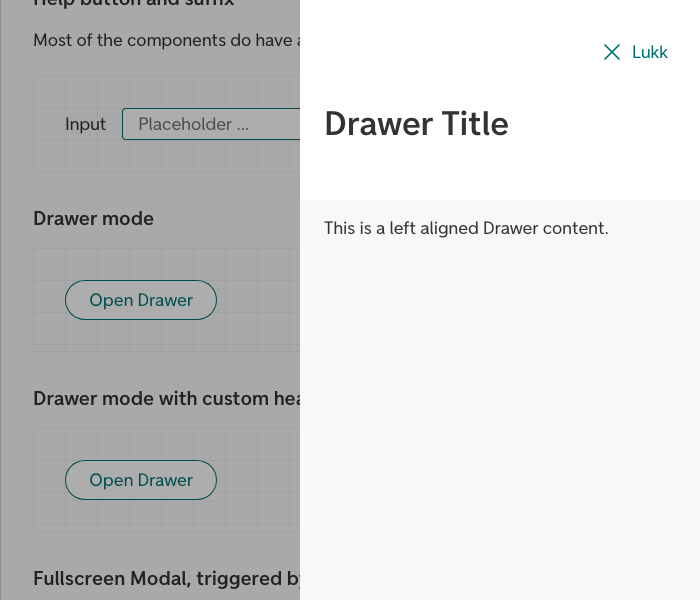 Help button and suffix
Most of the components do have
Input
Placeholder ...
Drawer mode
Open Drawer
Drawer mode with custom
Open Drawer
Fullscreen Modal, triggered by
Lukk
Drawer Title
This is a left aligned Drawer content.